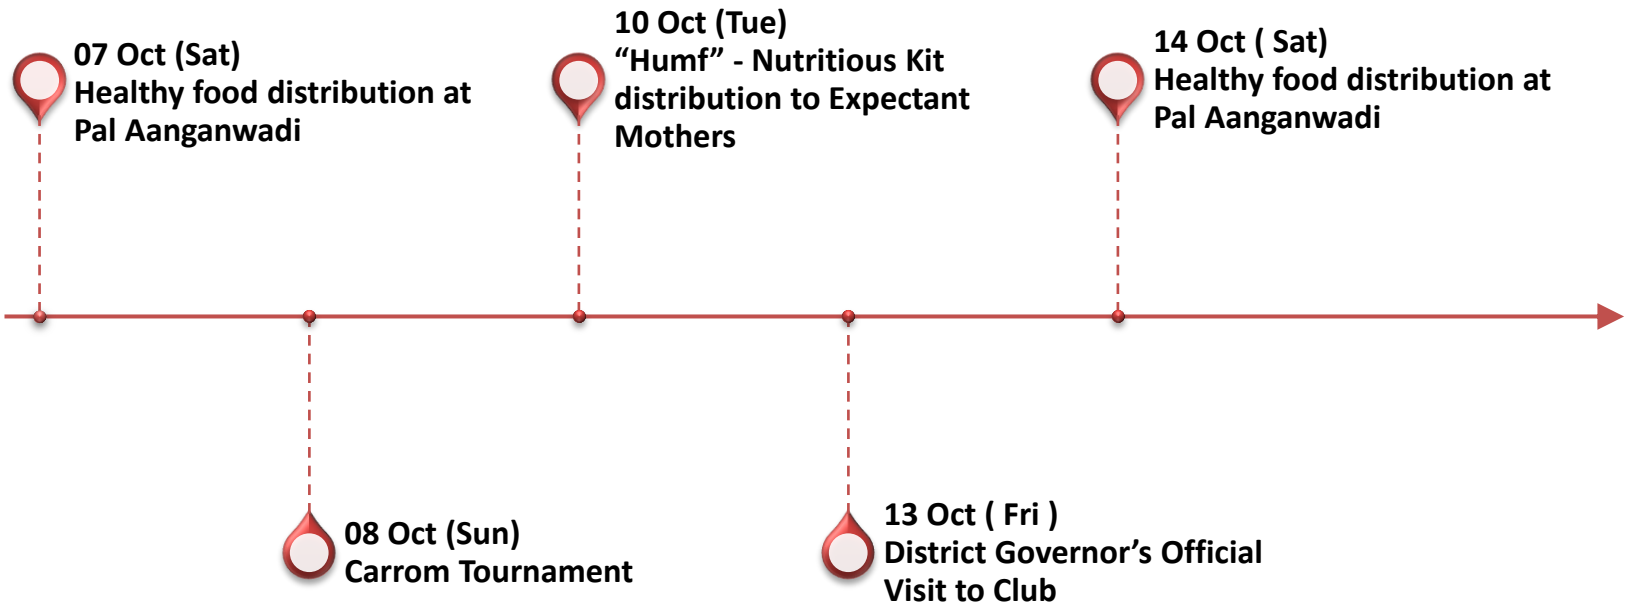 07 Oct (Sat)
Healthy food distribution at
Pal Aanganwadi
08 Oct (Sun)
Carrom Tournament
10 Oct (Tue)
“Humf” - Nutritious Kit
distribution to Expectant
Mothers
13 Oct ( Fri )
District Governor’s Official
Visit to Club
14 Oct ( Sat)
Healthy food distribution at
Pal Aanganwadi